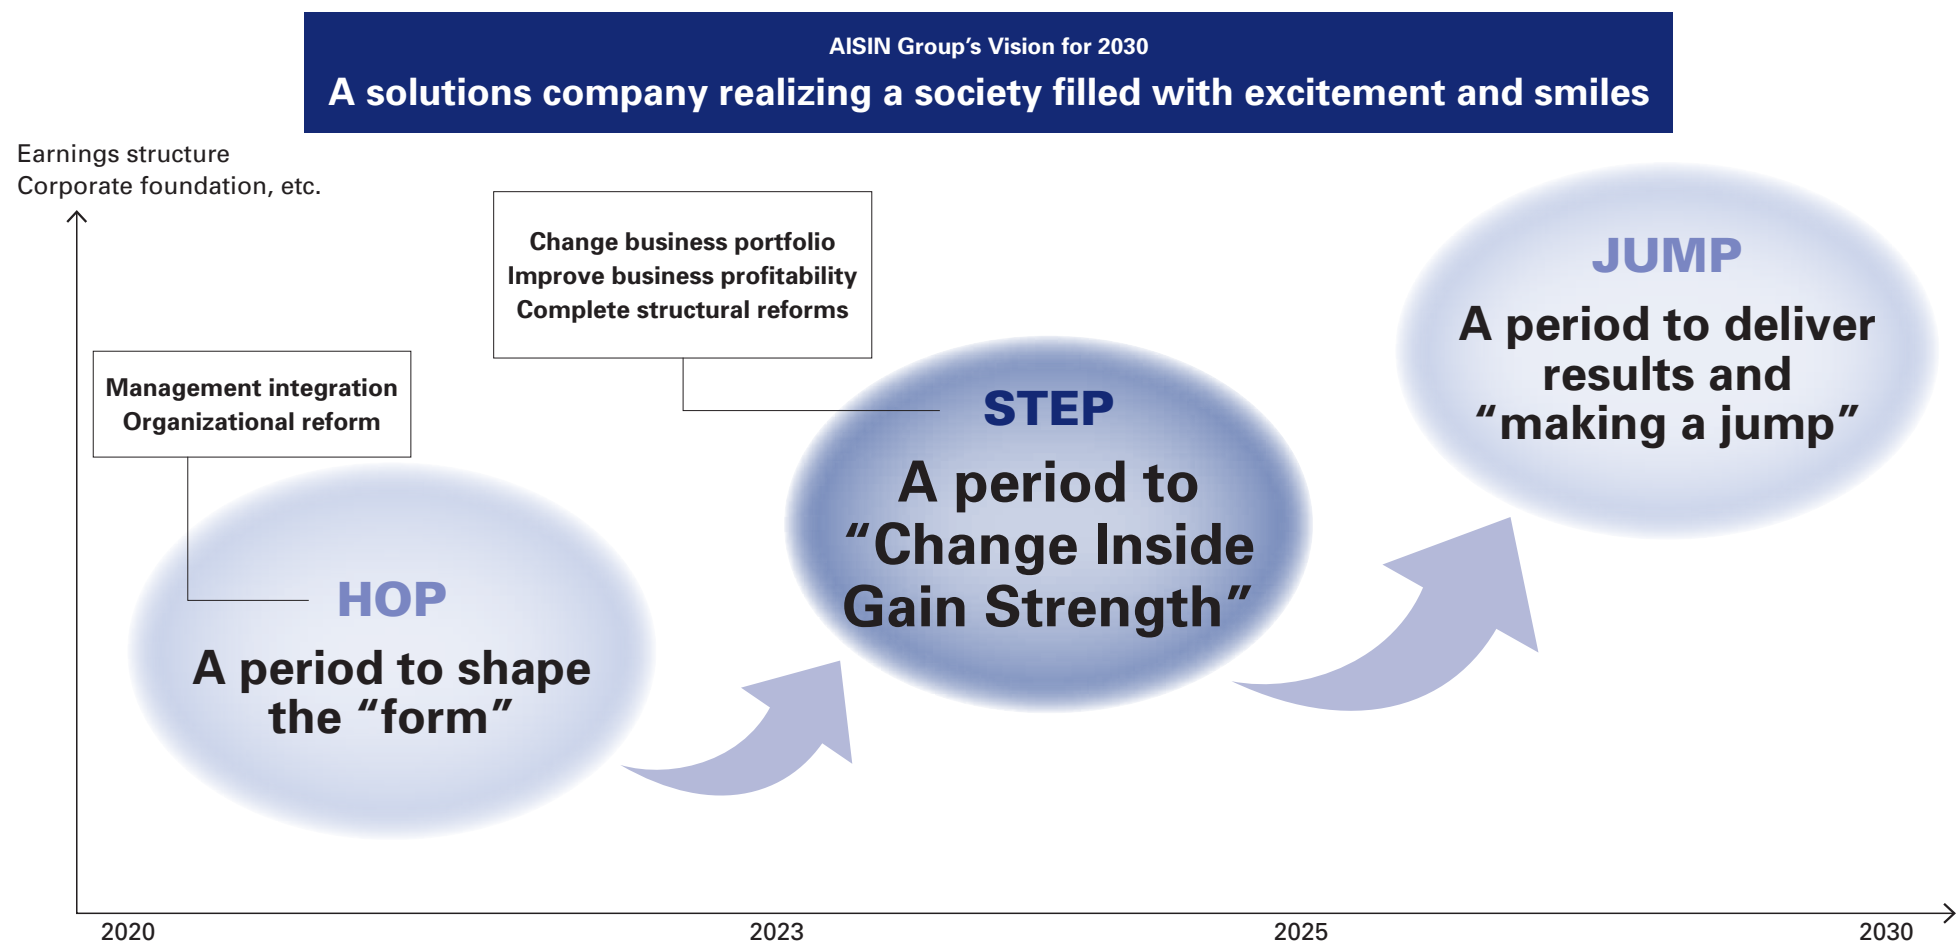 AISIN Group’s Vision for 2030
A solutions company realizing a society filled with excitement and smiles
Earnings structure
Corporate foundation, etc.
Management integration
Organizational reform
HOP
A period to shape
the “form”
Change business portfolio
Improve business profitability
Complete structural reforms
STEP
A period to
“Change Inside
Gain Strength”
JUMP
A period to deliver
results and
“making a jump”
2020
2023
2025
2030